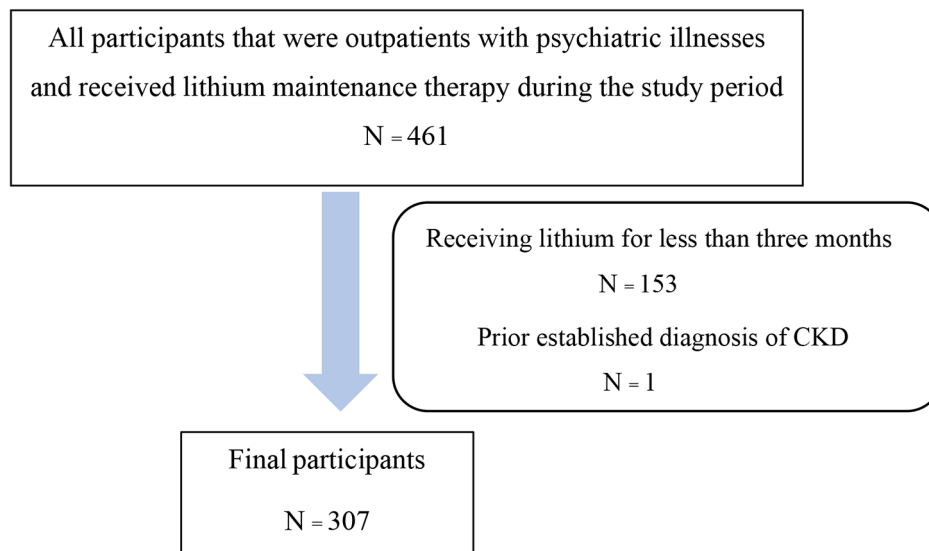 All participants that were outpatients with psychiatric illnesses
and received lithium maintenance therapy during the study period
N = 461
Receiving lithium for less than three months
N = 153
Prior established diagnosis of CKD
N = 1
Final participants
N = 307